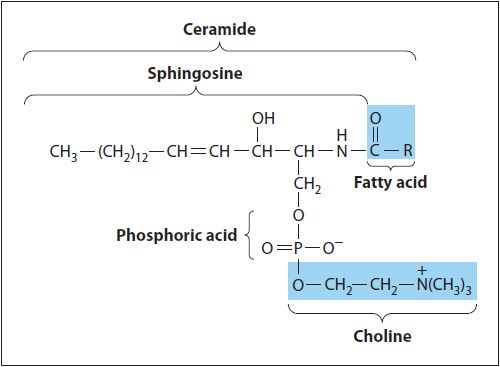 Ceramide
Sphingosine
OH
O
H
CH₃—(CH₂)₁₂—CH=CH—CH—CH—N—C—R
CH₂
Fatty acid
O
Phosphoric acid
O=P—O⁻
+
O—CH₂—CH₂—N(CH₃)₃
Choline